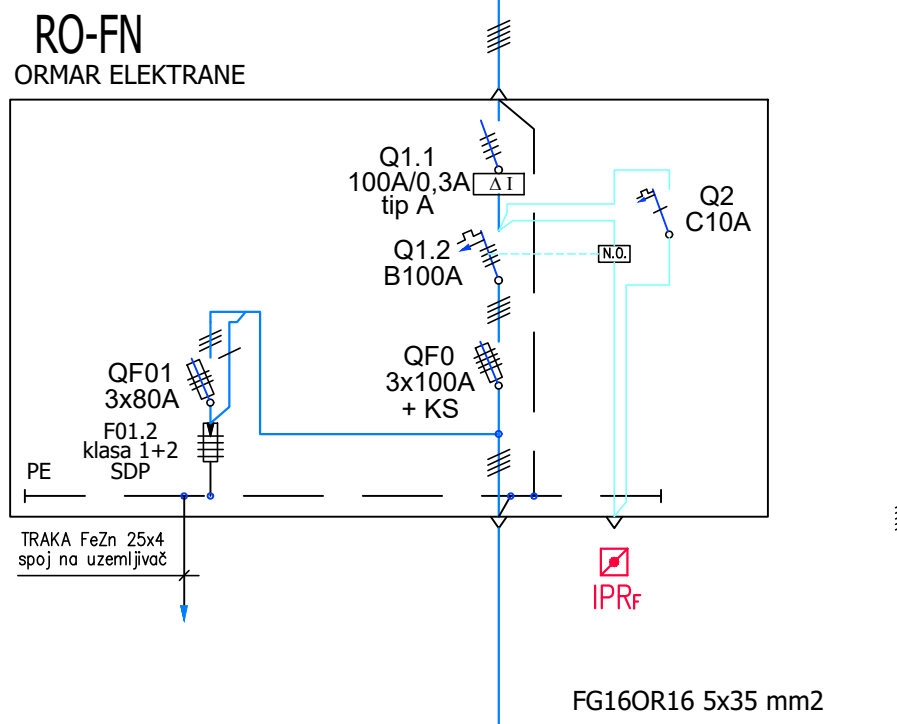 RO-FN
ORMAR ELEKTRANE
Q1.1
100A/0,3A
tip A
Δ I
Q2
C10A
Q1.2
B100A
N.O.
QF01
3x80A
QF0
3x100A
+ KS
F01.2
klasa 1+2
SDP
PE
TRAKA FeZn 25x4
spoj na uzemljivač
IPRF
FG16OR16 5x35 mm2